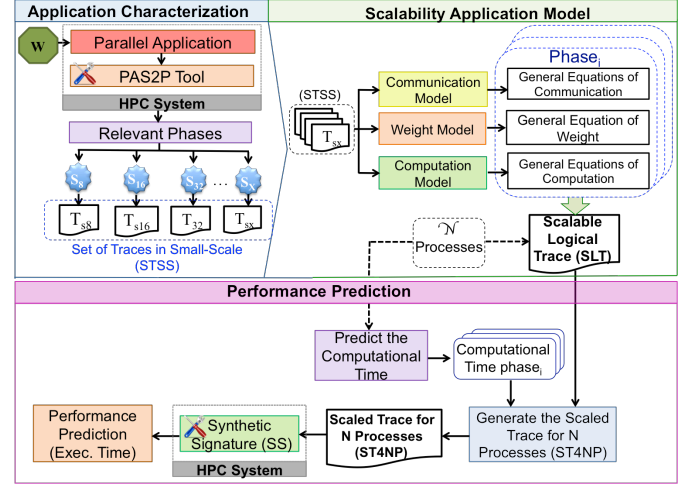 Application Characterization
W
Parallel Application
PAS2P Tool
HPC System
Relevant Phases
S8
S16
S32
...
Sx
Ts8
Ts16
T32
Tsx
Set of Traces in Small-Scale
(STSS)
Scalability Application Model
(STSS)
Tsx
Communication
Model
Weight Model
Computation
Model
Phasei
General Equations of
Communication
General Equation of
Weight
General Equations of
Computation
N
Processes
Scalable
Logical
Trace (SLT)
Performance Prediction
Predict the
Computational
Time
Computational
Time phasei
Generate the Scaled
Trace for N
Processes (ST4NP)
Scaled Trace for
N Processes
(ST4NP)
Synthetic
Signature (SS)
HPC System
Performance
Prediction
(Exec. Time)